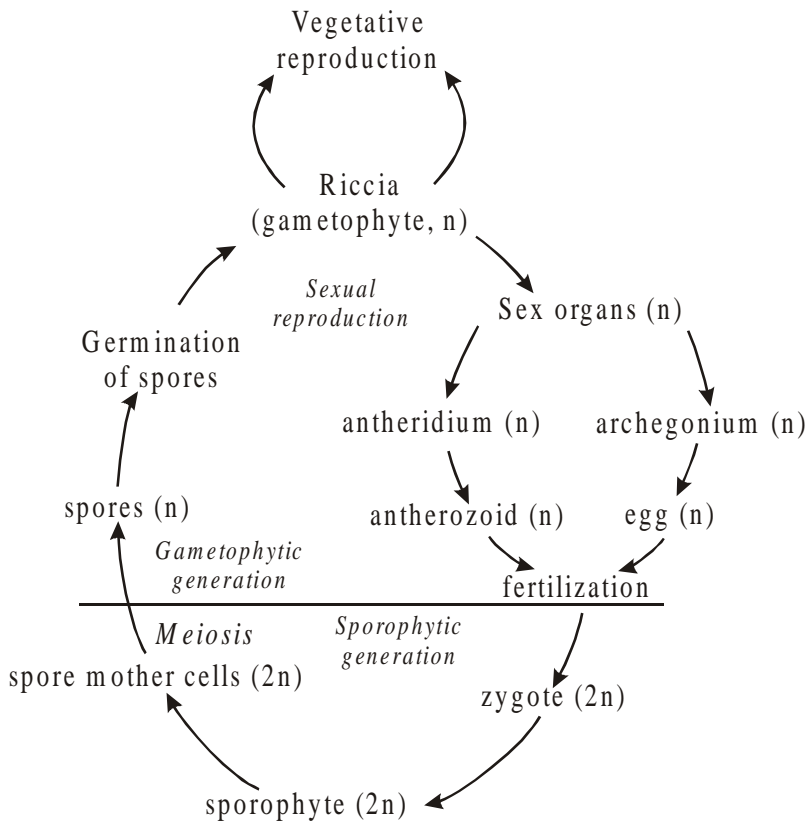 Vegetative
reproduction
Riccia
(gametophyte, n)
Sexual
reproduction
Sex organs (n)
Germination
of spores
antheridium (n)
archegonium (n)
spores (n)
antherozoid (n)
egg (n)
Gametophytic
generation
fertilization
Meiosis
Sporophytic
generation
spore mother cells (2n)
zygote (2n)
sporophyte (2n)